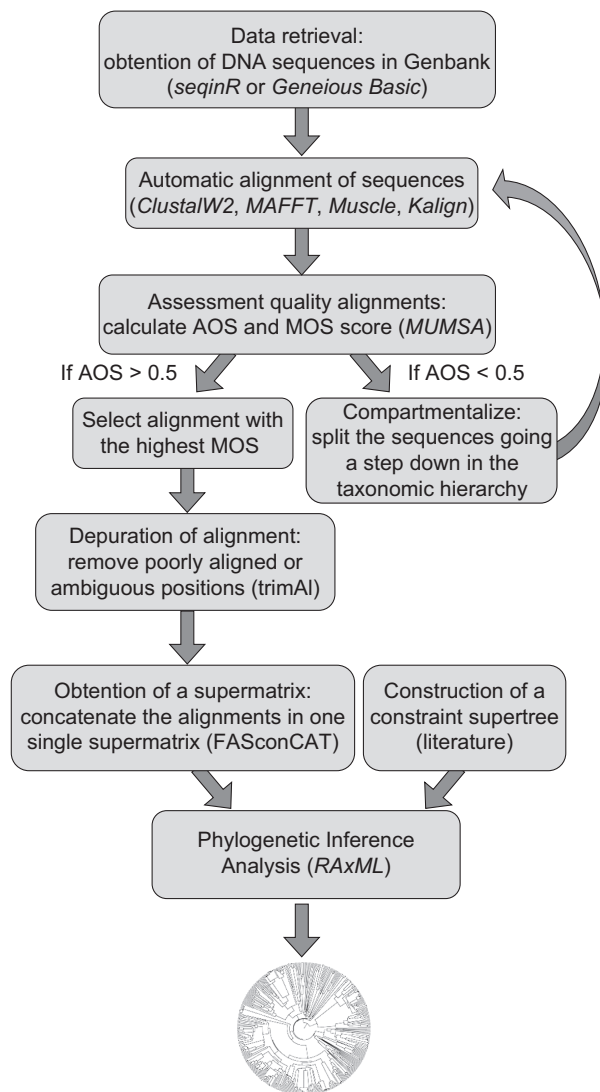 Data retrieval:
obtention of DNA sequences in Genbank
(seqinR or Geneious Basic)
Automatic alignment of sequences
(ClustalW2, MAFFT, Muscle, Kalign)
Assessment quality alignments:
calculate AOS and MOS score (MUMSA)
If AOS > 0.5
If AOS < 0.5
Select alignment with
the highest MOS
Compartmentalize:
split the sequences going
a step down in the
taxonomic hierarchy
Depuration of alignment:
remove poorly aligned or
ambiguous positions (trimAl)
Obtention of a supermatrix:
concatenate the alignments in one
single supermatrix (FASconCAT)
Construction of a
constraint supertree
(literature)
Phylogenetic Inference
Analysis (RAxML)